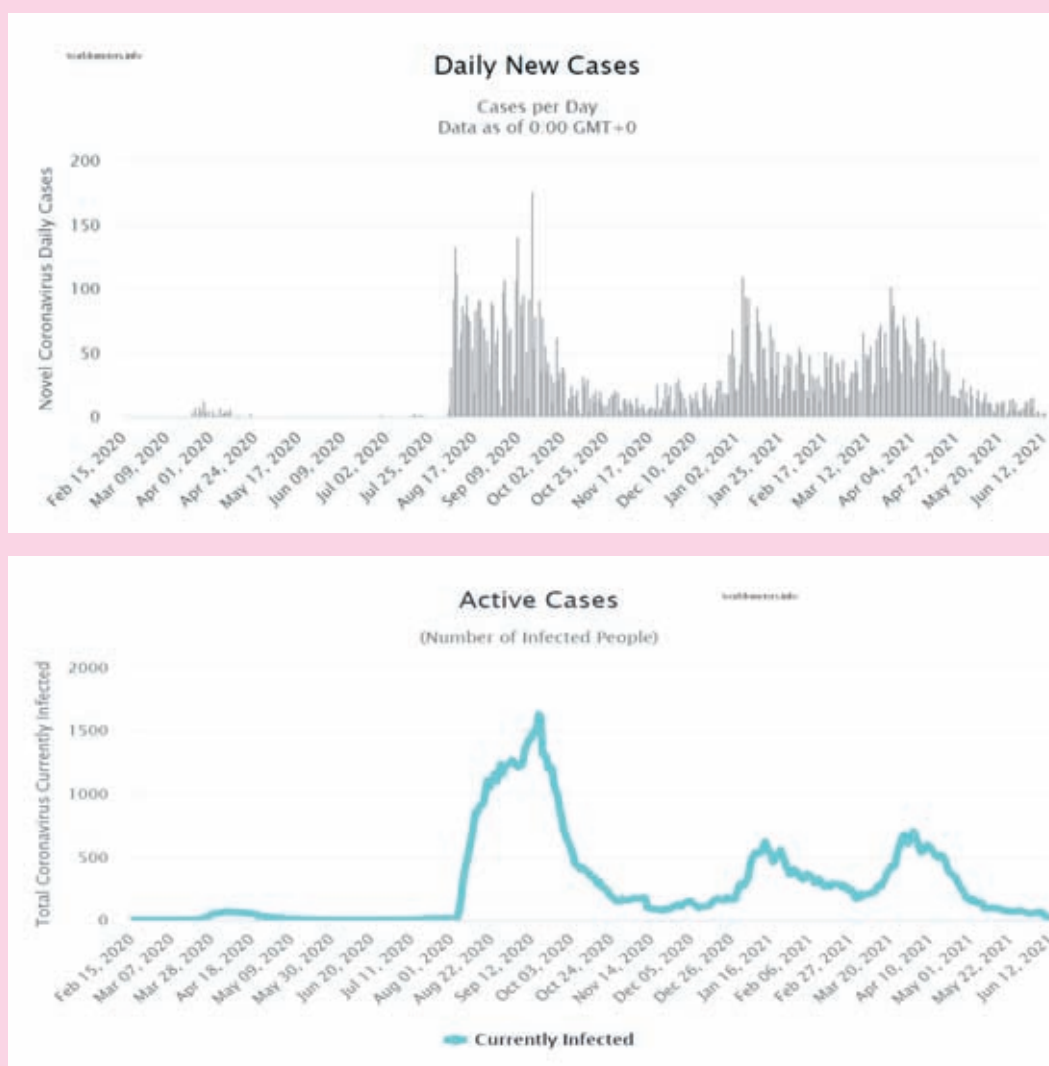 Daily New Cases
Cases per Day
Data as of 0:00 GMT+0
Novel Coronavirus Daily Cases
200
150
100
50
0
Feb 15, 2020
Mar 09, 2020
Apr 01, 2020
Apr 24, 2020
May 17, 2020
Jun 09, 2020
Jul 02, 2020
Jul 25, 2020
Aug 17, 2020
Sep 09, 2020
Oct 02, 2020
Oct 25, 2020
Nov 17, 2020
Dec 10, 2020
Jan 02, 2021
Jan 25, 2021
Feb 17, 2021
Mar 12, 2021
Apr 04, 2021
Apr 27, 2021
May 20, 2021
Jun 12, 2021
Active Cases
(Number of Infected People)
Total Coronavirus Currently Infected
2000
1500
1000
500
0
Feb 15, 2020
Mar 07, 2020
Mar 28, 2020
Apr 18, 2020
May 09, 2020
May 30, 2020
Jun 20, 2020
Jul 11, 2020
Aug 01, 2020
Aug 22, 2020
Sep 12, 2020
Oct 03, 2020
Oct 24, 2020
Nov 14, 2020
Dec 05, 2020
Dec 26, 2020
Jan 16, 2021
Feb 06, 2021
Feb 27, 2021
Mar 20, 2021
Apr 10, 2021
May 01, 2021
May 22, 2021
Jun 12, 2021
Currently Infected